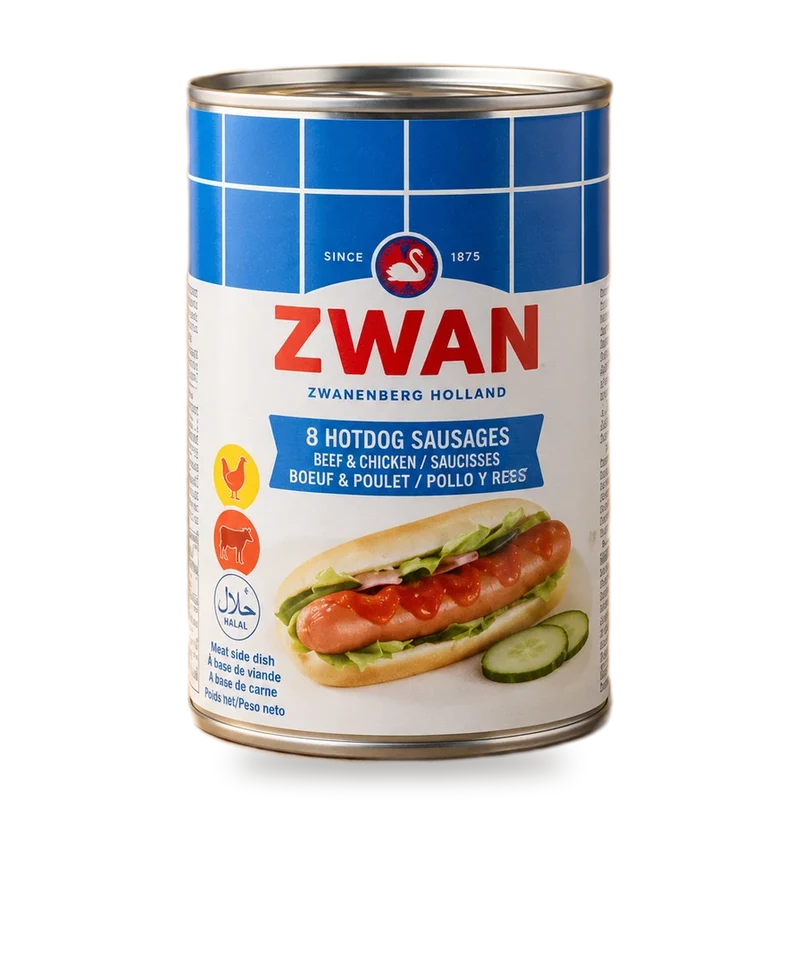 SINCE 1875
ZWAN
ZWANENBERG HOLLAND
8 HOTDOG SAUSAGES
BEEF & CHICKEN / SAUCISSES
BOEUF & POULET / POLLO Y RESS
حلال
HALAL
Meat side dish
À base de viande
A base de carne
Poids net/Peso neto